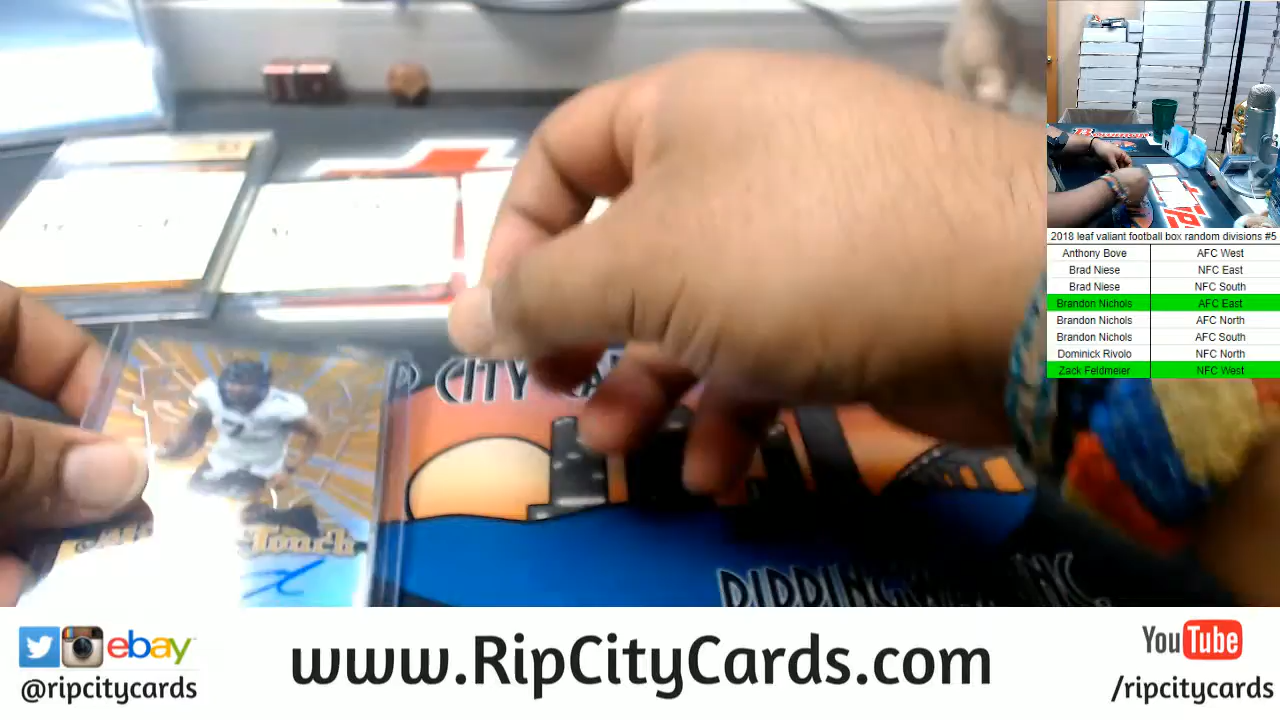 2018 leaf valiant football box random divisions #5
Anthony Bove AFC West
Brad Niese NFC East
Brad Niese NFC South
Brandon Nichols AFC East
Brandon Nichols AFC North
Brandon Nichols AFC South
Dominick Rivolo NFC North
Zack Feldmeier NFC West
CITY
Touch
ebay
@ripcitycards
www.RipCityCards.com
YouTube
/ripcitycards